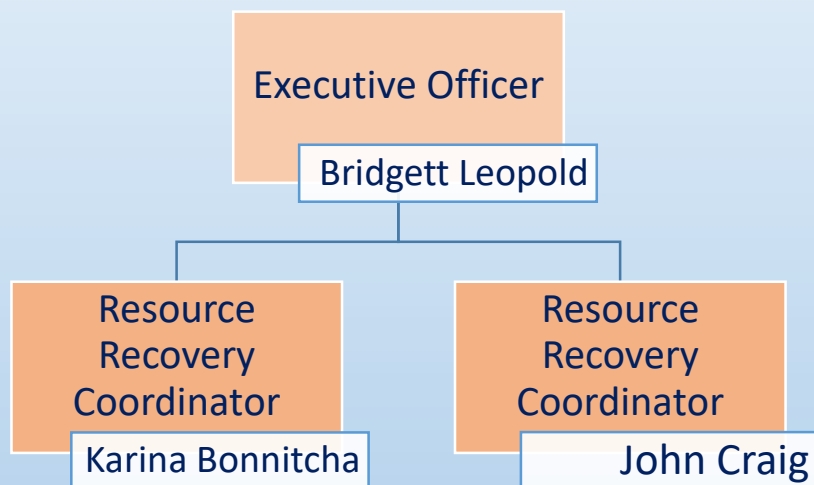 Executive Officer
Bridgett Leopold
Resource
Recovery
Coordinator
Karina Bonnitcha
Resource
Recovery
Coordinator
John Craig